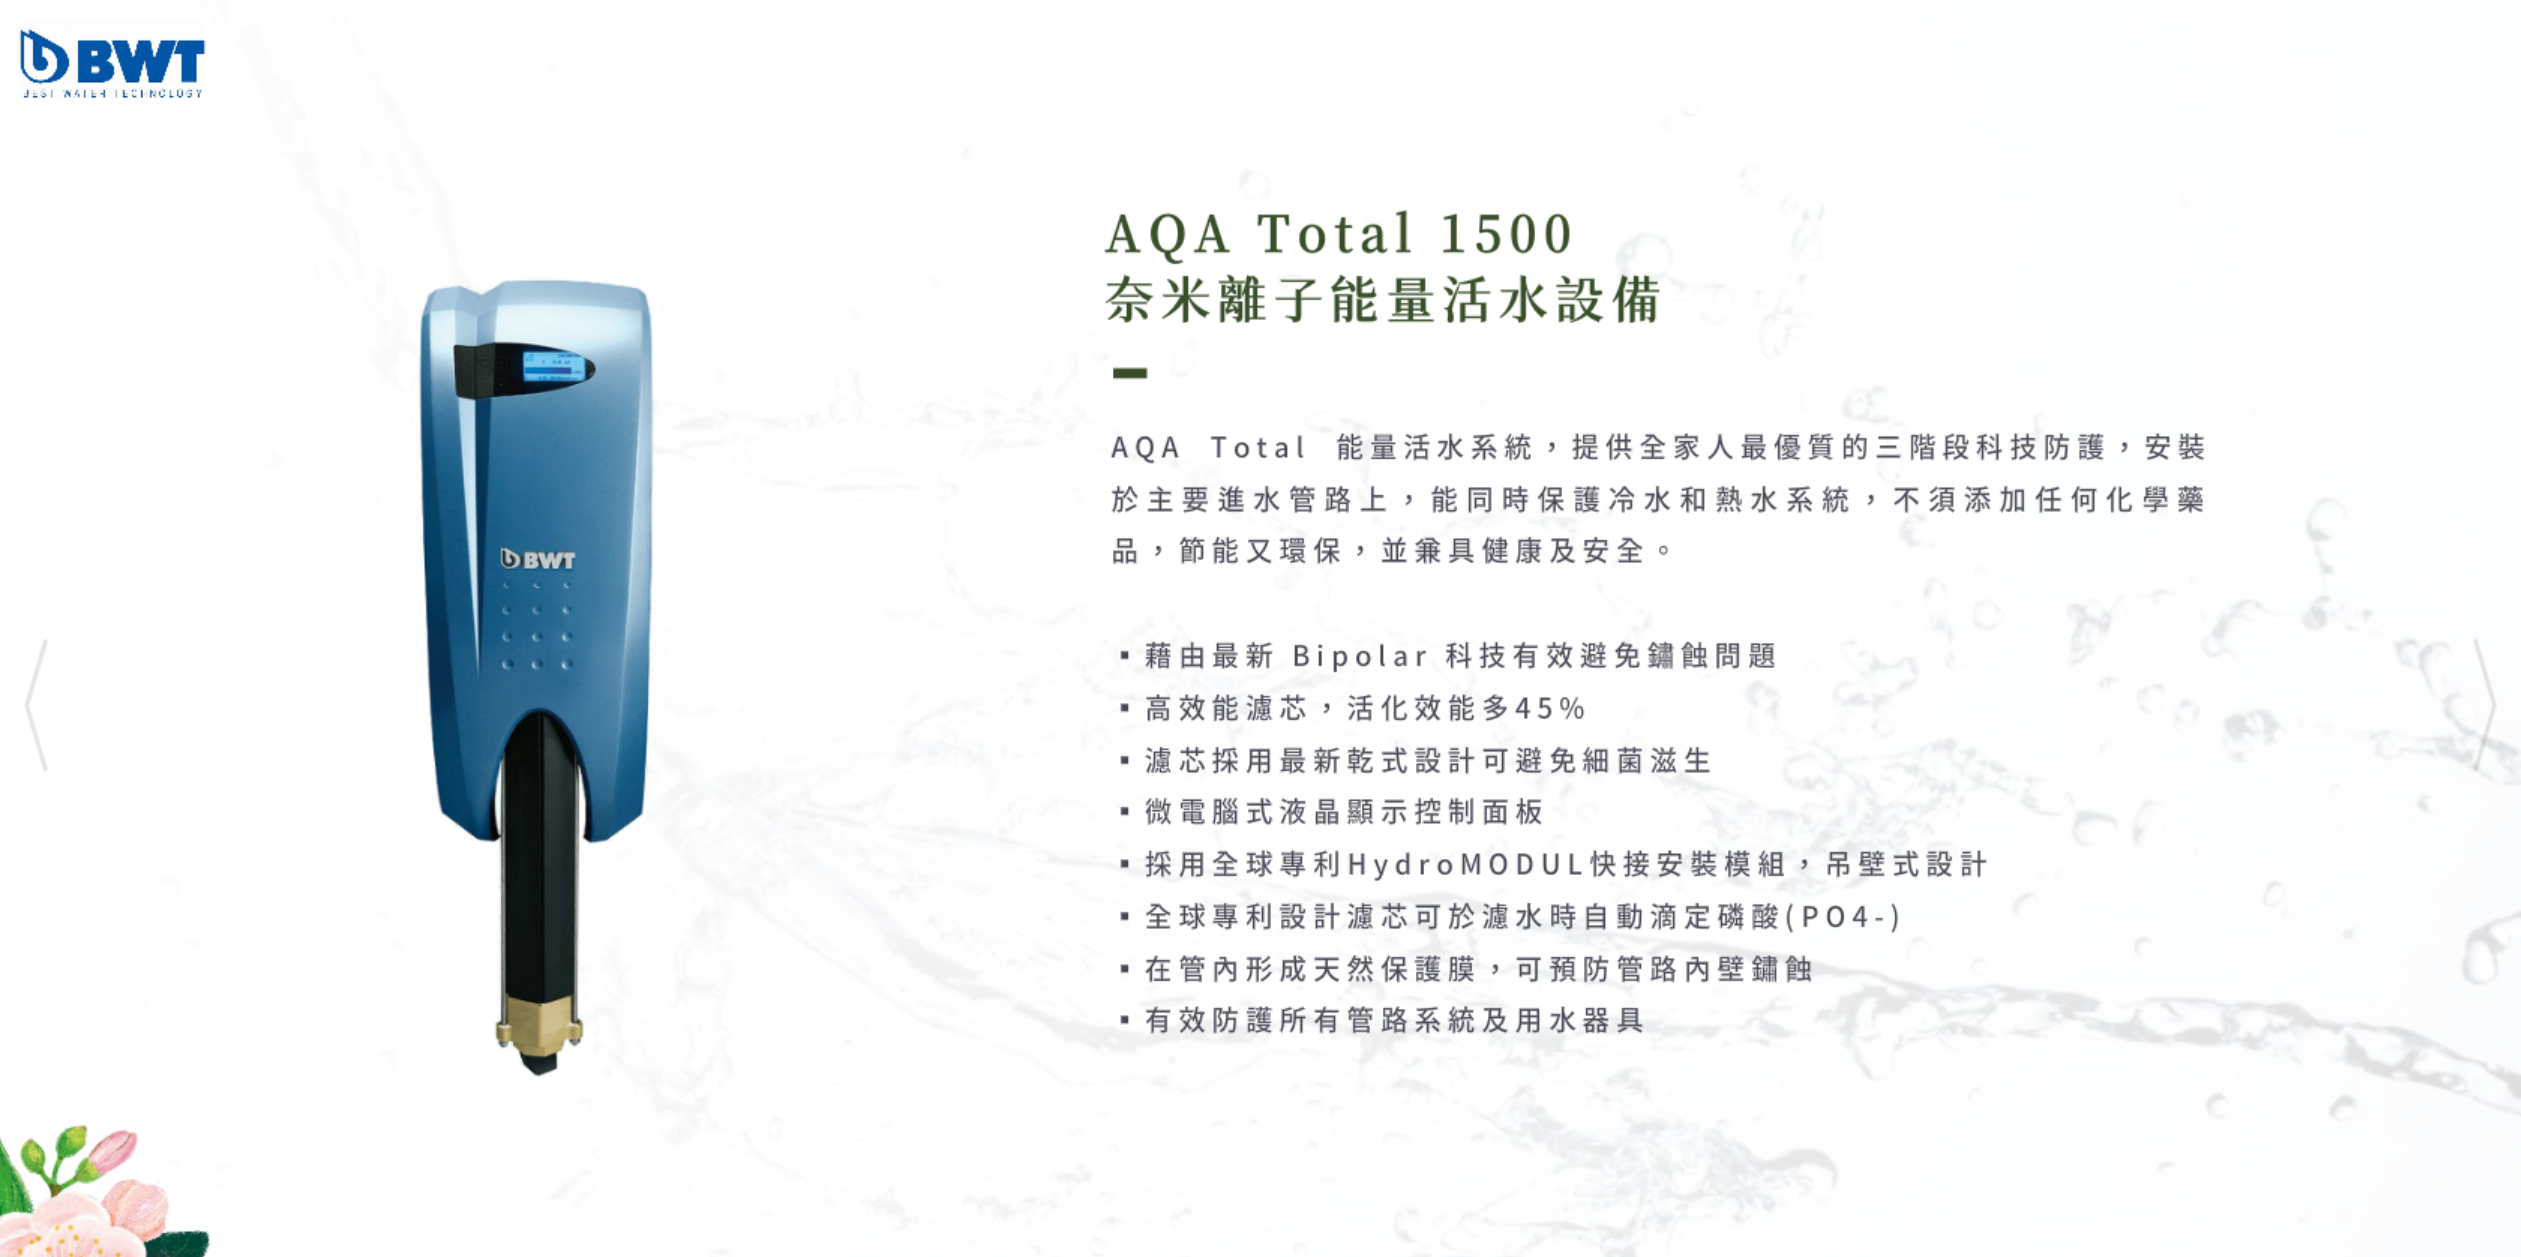 BWT
BEST WATER TECHNOLOGY
AQA Total 1500
奈米離子能量活水設備
AQA Total 能量活水系統，提供全家人最優質的三階段科技防護，安裝
於主要進水管路上，能同時保護冷水和熱水系統，不須添加任何化學藥
品，節能又環保，並兼具健康及安全。
BWT
▪ 藉由最新 Bipolar 科技有效避免鏽蝕問題
▪ 高效能濾芯，活化效能多45%
▪ 濾芯採用最新乾式設計可避免細菌滋生
▪ 微電腦式液晶顯示控制面板
▪ 採用全球專利HydroMODUL快接安裝模組，吊壁式設計
▪ 全球專利設計濾芯可於濾水時自動滴定磷酸(PO4-)
▪ 在管內形成天然保護膜，可預防管路內壁鏽蝕
▪ 有效防護所有管路系統及用水器具